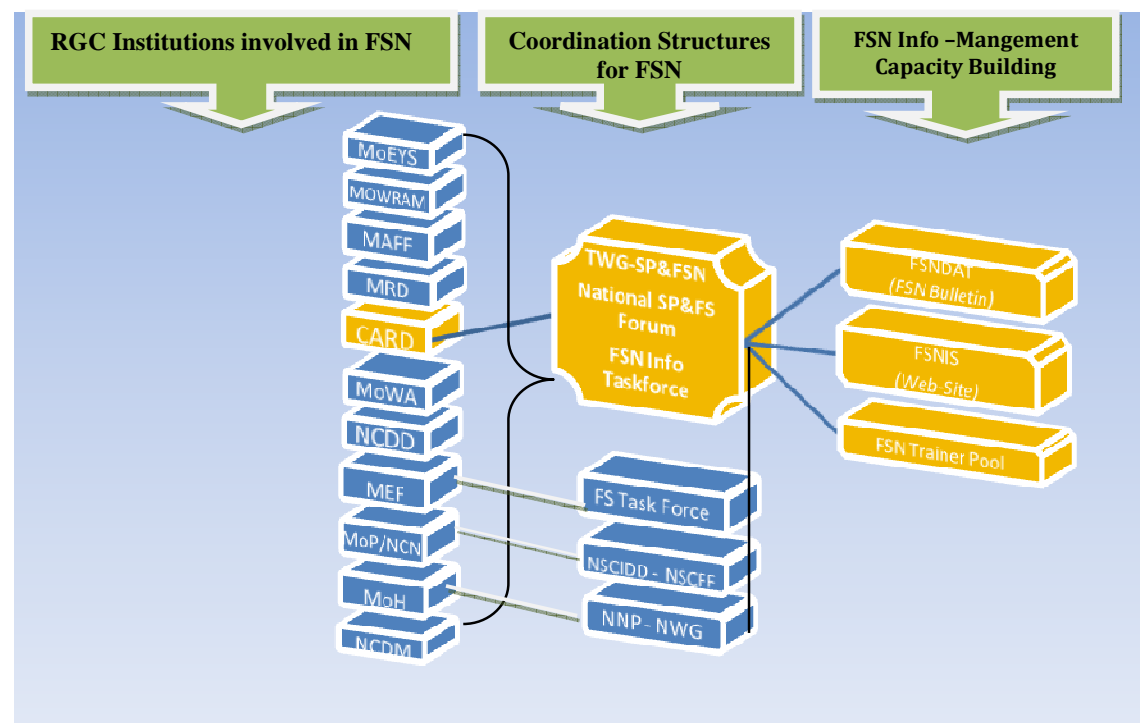 RGC Institutions involved in FSN
Coordination Structures
for FSN
FSN Info –Mangement
Capacity Building
MoEYS
MOWRAM
MAFF
MRD
CARD
MoWA
NCDD
MEF
MoP/NCN
MoH
NCDM
TWG-SP&FSN
National SP&FS
Forum
FSN Info
Taskforce
FS Task Force
NSCIDD - NSCFF
NNP- NWG
FSNDAT
(FSN Bulletin)
FSNIS
(Web-Site)
FSN Trainer Pool